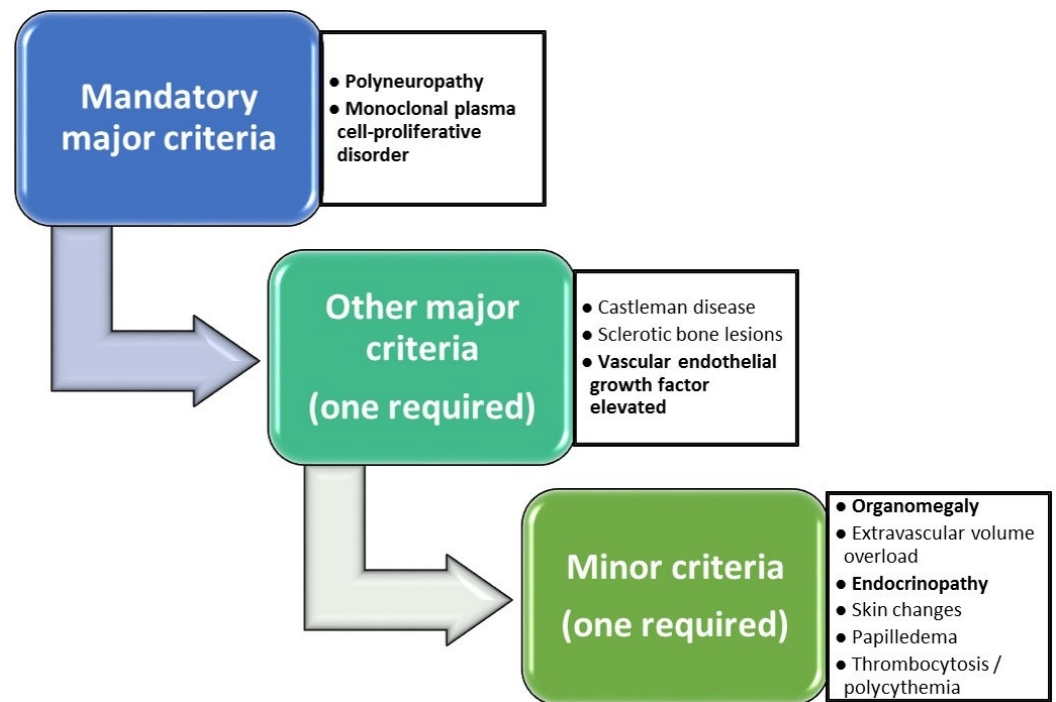 Mandatory
major criteria
● Polyneuropathy
● Monoclonal plasma
cell-proliferative
disorder
Other major
criteria
(one required)
● Castleman disease
● Sclerotic bone lesions
● Vascular endothelial
growth factor
elevated
Minor criteria
(one required)
● Organomegaly
● Extravascular volume
overload
● Endocrinopathy
● Skin changes
● Papilledema
● Thrombocytosis /
polycythemia